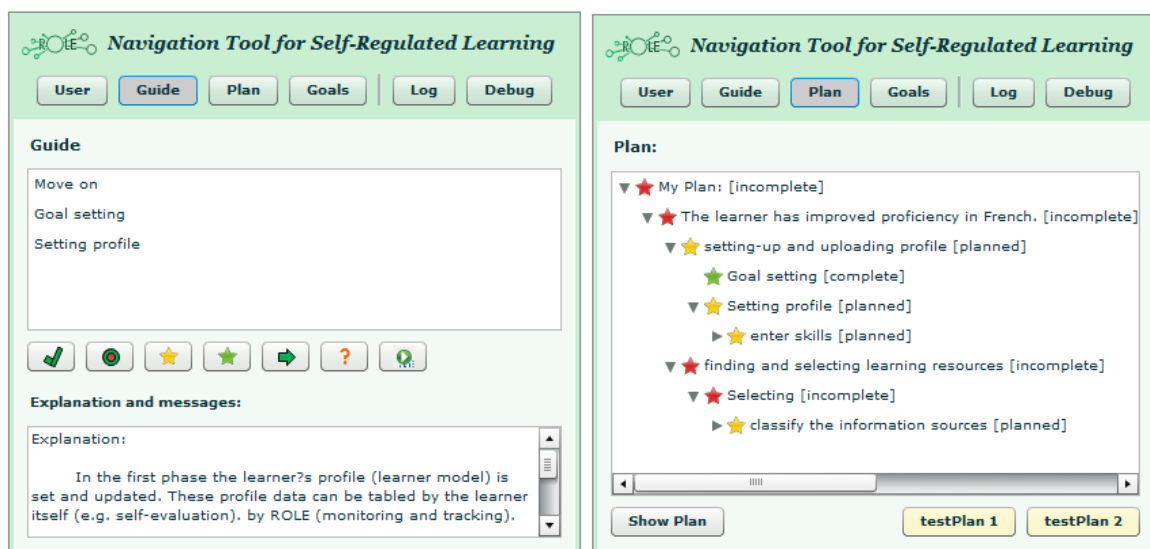 ROLE Navigation Tool for Self-Regulated Learning
User Guide Plan Goals Log Debug
Guide
Move on
Goal setting
Setting profile
?
Explanation and messages:
Explanation:
In the first phase the learner?s profile (learner model) is
set and updated. These profile data can be tabled by the learner
itself (e.g. self-evaluation). by ROLE (monitoring and tracking).
ROLE Navigation Tool for Self-Regulated Learning
User Guide Plan Goals Log Debug
Plan:
My Plan: [incomplete]
The learner has improved proficiency in French. [incomplete]
setting-up and uploading profile [planned]
Goal setting [complete]
Setting profile [planned]
enter skills [planned]
finding and selecting learning resources [incomplete]
Selecting [incomplete]
classify the information sources [planned]
Show Plan testPlan 1 testPlan 2